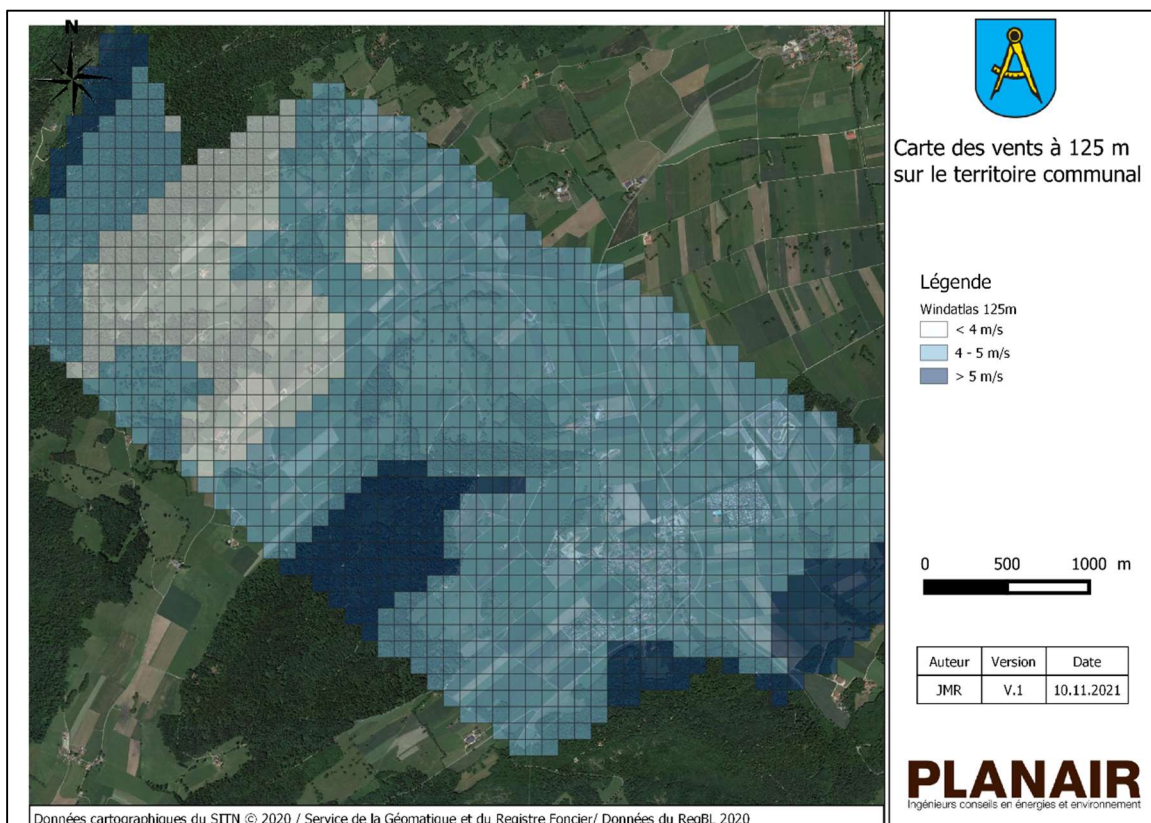 N
Carte des vents à 125 m
sur le territoire communal
Légende
Windatlas 125m
< 4 m/s
4 - 5 m/s
> 5 m/s
0 500 1000 m
Auteur Version Date
JMR V.1 10.11.2021
PLANAIR
Ingénieurs conseils en énergies et environnement
Données cartographiques du SITN © 2020 / Service de la Géomatique et du Registre Foncier/ Données du RegBL 2020